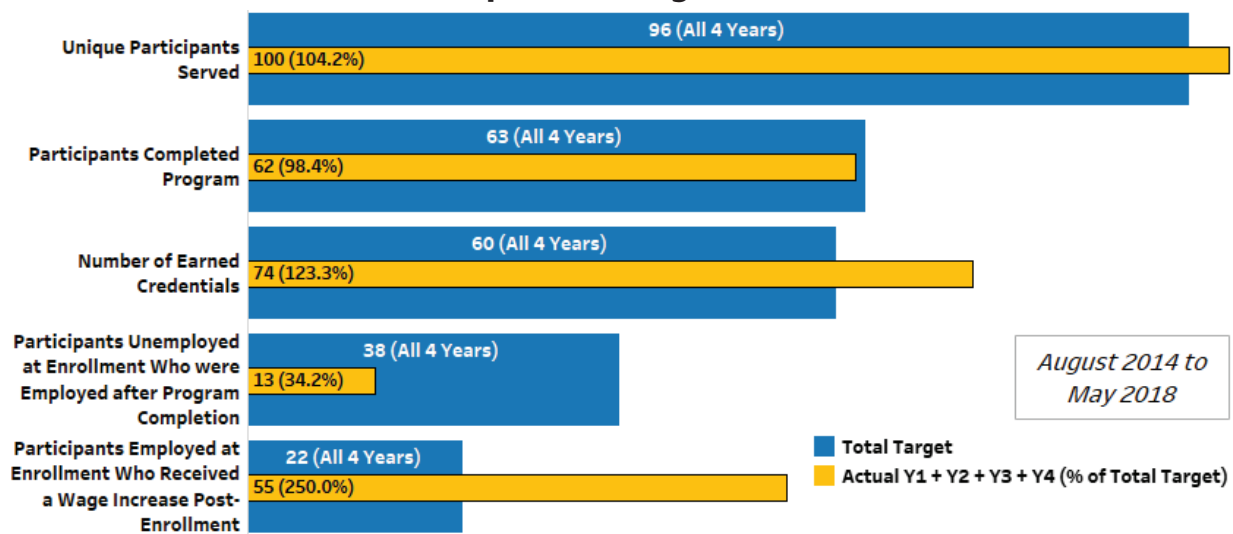 96 (All 4 Years)
Unique Participants
Served
100 (104.2%)
63 (All 4 Years)
Participants Completed
Program
62 (98.4%)
60 (All 4 Years)
Number of Earned
Credentials
74 (123.3%)
Participants Unemployed
at Enrollment Who were
Employed after Program
Completion
38 (All 4 Years)
13 (34.2%)
August 2014 to
May 2018
Participants Employed at
Enrollment Who Received
a Wage Increase Post-
Enrollment
22 (All 4 Years)
55 (250.0%)
Total Target
Actual Y1 + Y2 + Y3 + Y4 (% of Total Target)